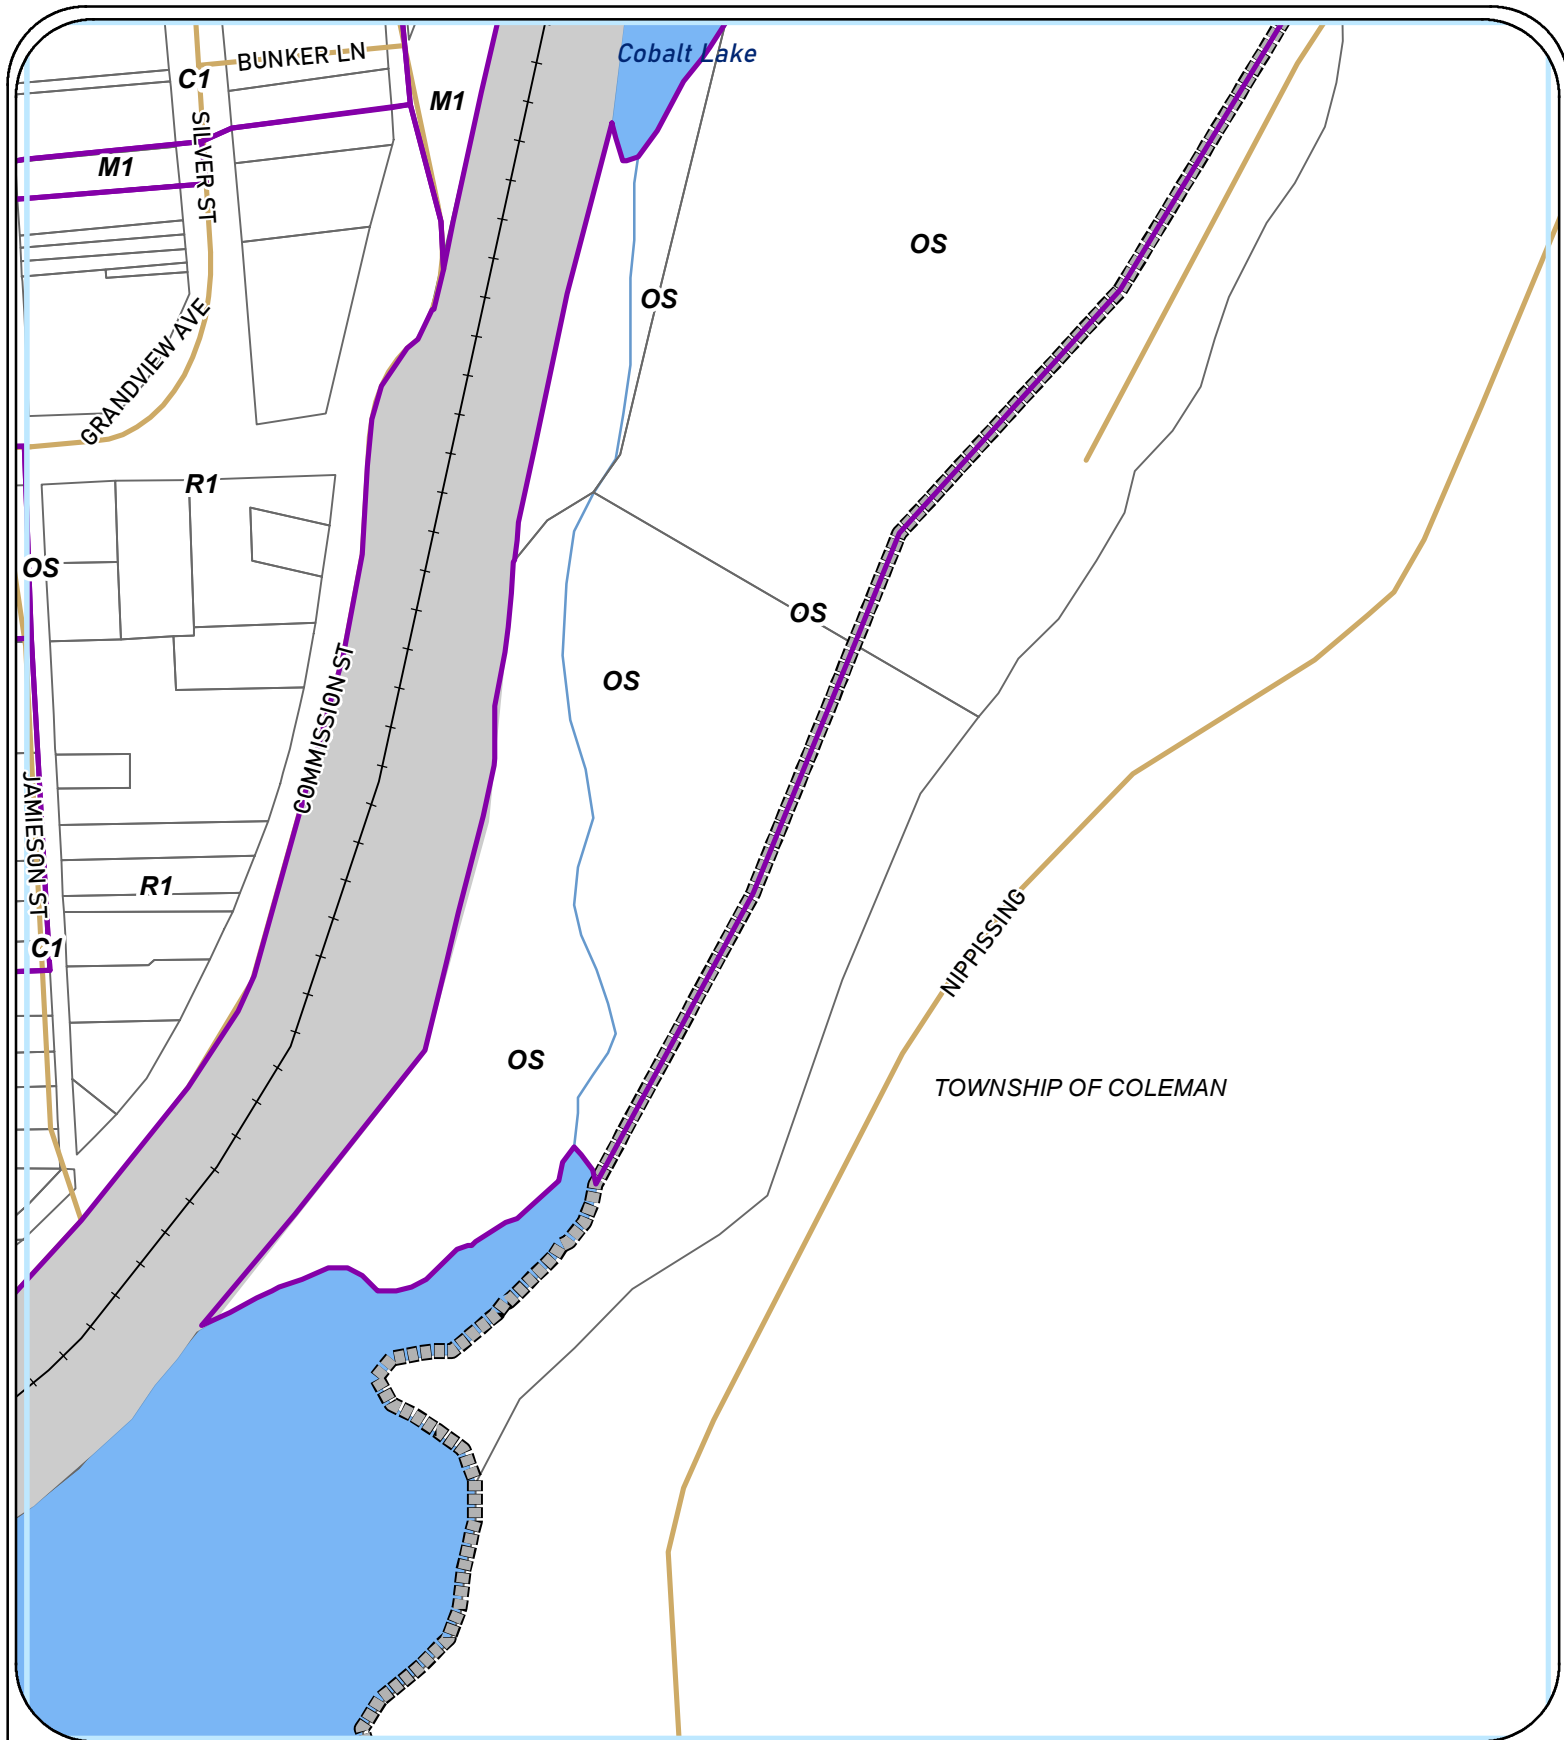 Cobalt Lake
BUNKER LN
C1
M1
SILVER ST
M1
OS
OS
GRANDVIEW AVE
R1
OS
OS
OS
COMMISSION ST
JAMIESON ST
R1
NIPPISSING
C1
OS
TOWNSHIP OF COLEMAN